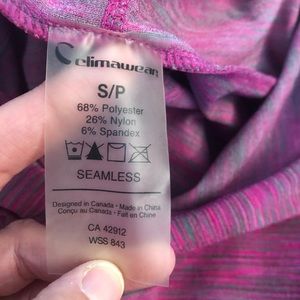 climawear
S/P
68% Polyester
26% Nylon
6% Spandex
SEAMLESS
Designed in Canada • Made in China
Conçu au Canada • Fait en Chine
CA 42912
WSS 843